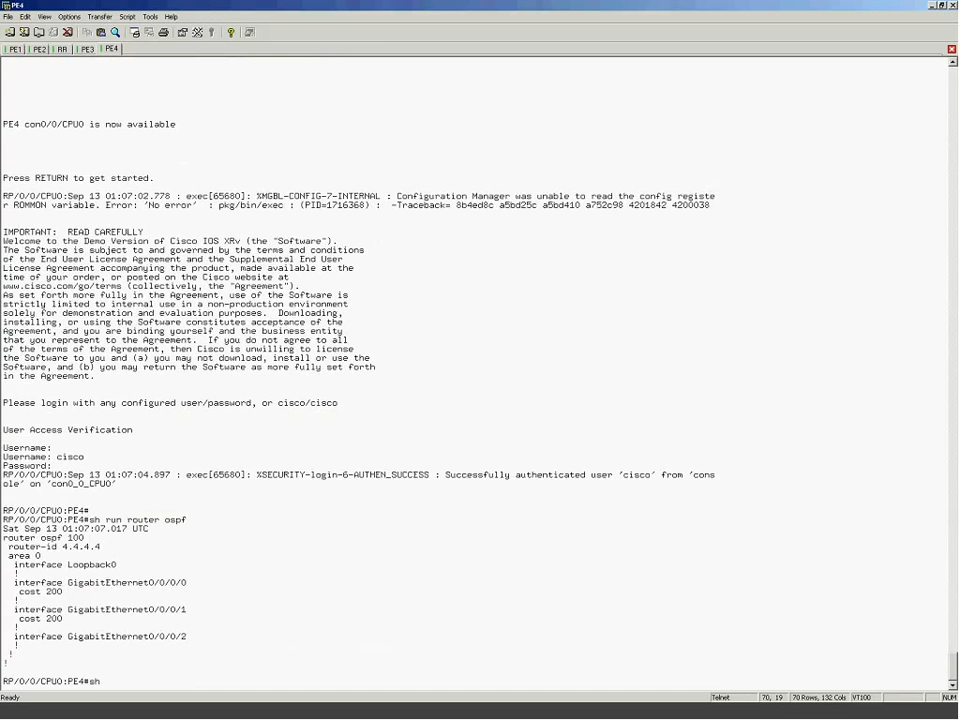 PE4
File Edit View Options Transfer Script Tools Help
PE1 PE2 RR PE3 PE4
PE4 con0/0/CPU0 is now available
Press RETURN to get started.
RP/0/0/CPU0:Sep 13 01:07:02.778 : exec[65680]: %MGBL-CONFIG-7-INTERNAL : Configuration Manager was unable to read the config registe
r ROMMON variable. Error: 'No error'  : pkg/bin/exec : (PID=1716368) :  -Traceback= 8b4ed8c a5bd25c a5bd410 a752c98 4201842 4200038
IMPORTANT:  READ CAREFULLY
Welcome to the Demo Version of Cisco IOS XRv (the "Software").
The Software is subject to and governed by the terms and conditions
of the End User License Agreement and the Supplemental End User
License Agreement accompanying the product, made available at the
time of your order, or posted on the Cisco website at
www.cisco.com/go/terms (collectively, the "Agreement").
As set forth more fully in the Agreement, use of the Software is
strictly limited to internal use in a non-production environment
solely for demonstration and evaluation purposes.  Downloading,
installing, or using the Software constitutes acceptance of the
Agreement, and you are binding yourself and the business entity
that you represent to the Agreement.  If you do not agree to all
of the terms of the Agreement, then Cisco is unwilling to license
the Software to you and (a) you may not download, install or use the
Software, and (b) you may return the Software as more fully set forth
in the Agreement.
Please login with any configured user/password, or cisco/cisco
User Access Verification
Username:
Username: cisco
Password:
RP/0/0/CPU0:Sep 13 01:07:04.897 : exec[65680]: %SECURITY-login-6-AUTHEN_SUCCESS : Successfully authenticated user 'cisco' from 'cons
ole' on 'con0_0_CPU0'
RP/0/0/CPU0:PE4#
RP/0/0/CPU0:PE4#sh run router ospf
Sat Sep 13 01:07:07.017 UTC
router ospf 100
 router-id 4.4.4.4
 area 0
  interface Loopback0
  !
  interface GigabitEthernet0/0/0/0
   cost 200
  !
  interface GigabitEthernet0/0/0/1
   cost 200
  !
  interface GigabitEthernet0/0/0/2
  !
 !
!
RP/0/0/CPU0:PE4#sh
Ready Telnet 70, 19 70 Rows, 132 Cols VT100 NUM